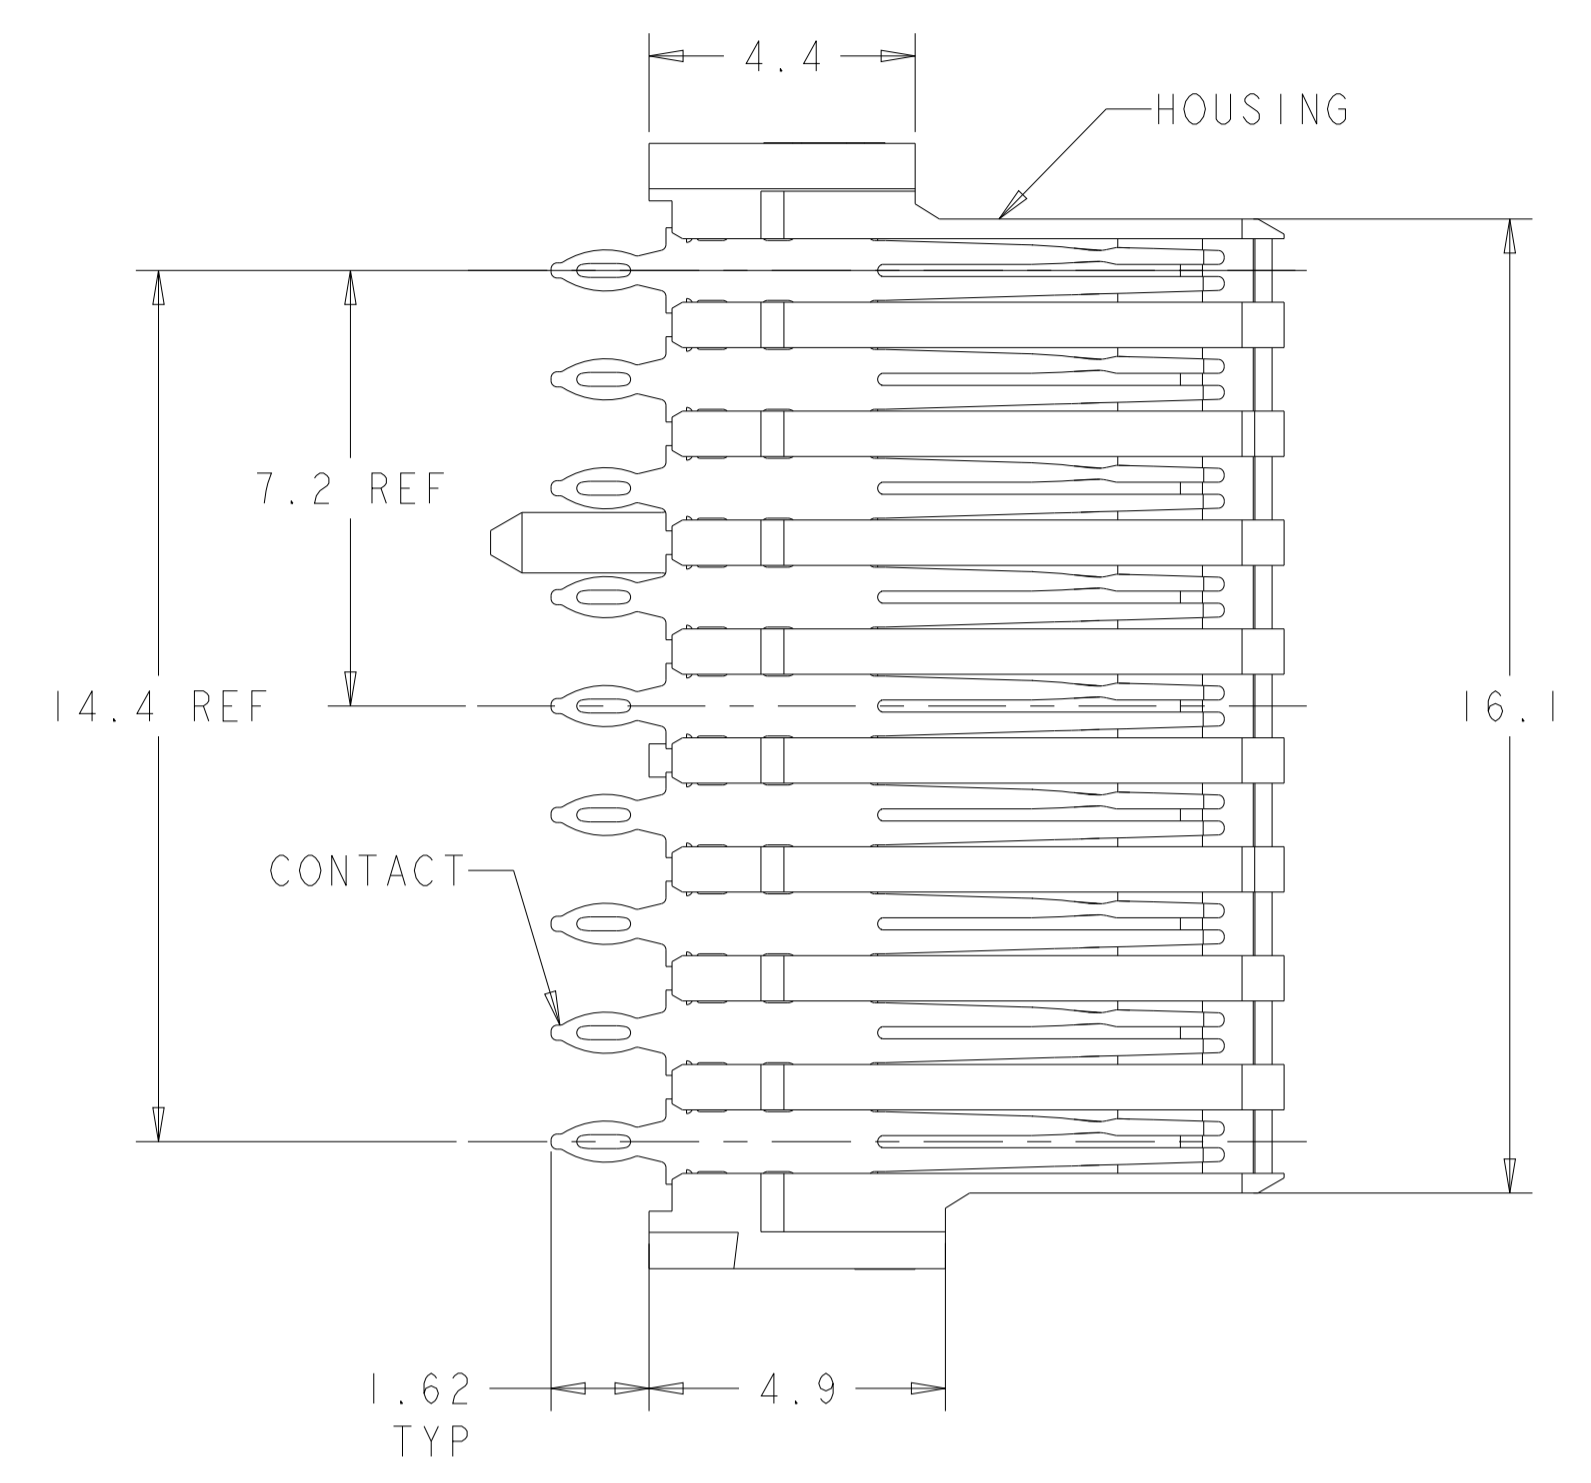 4.4
HOUSING
7.2 REF
14.4 REF
16.1
CONTACT
1.62
TYP
4.9